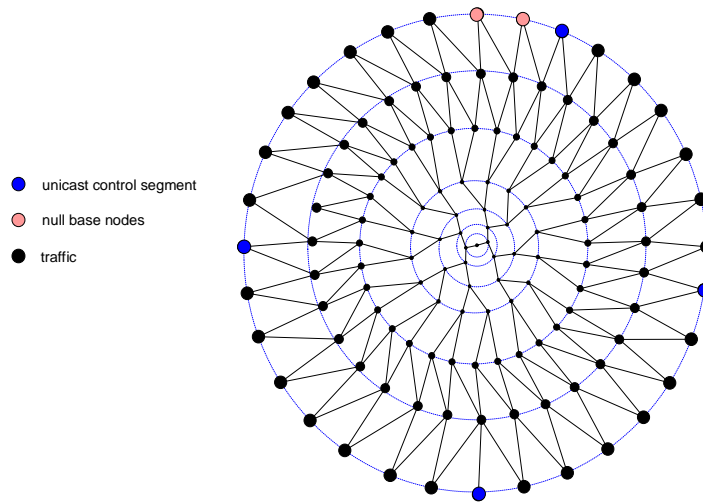 unicast control segment
null base nodes
traffic